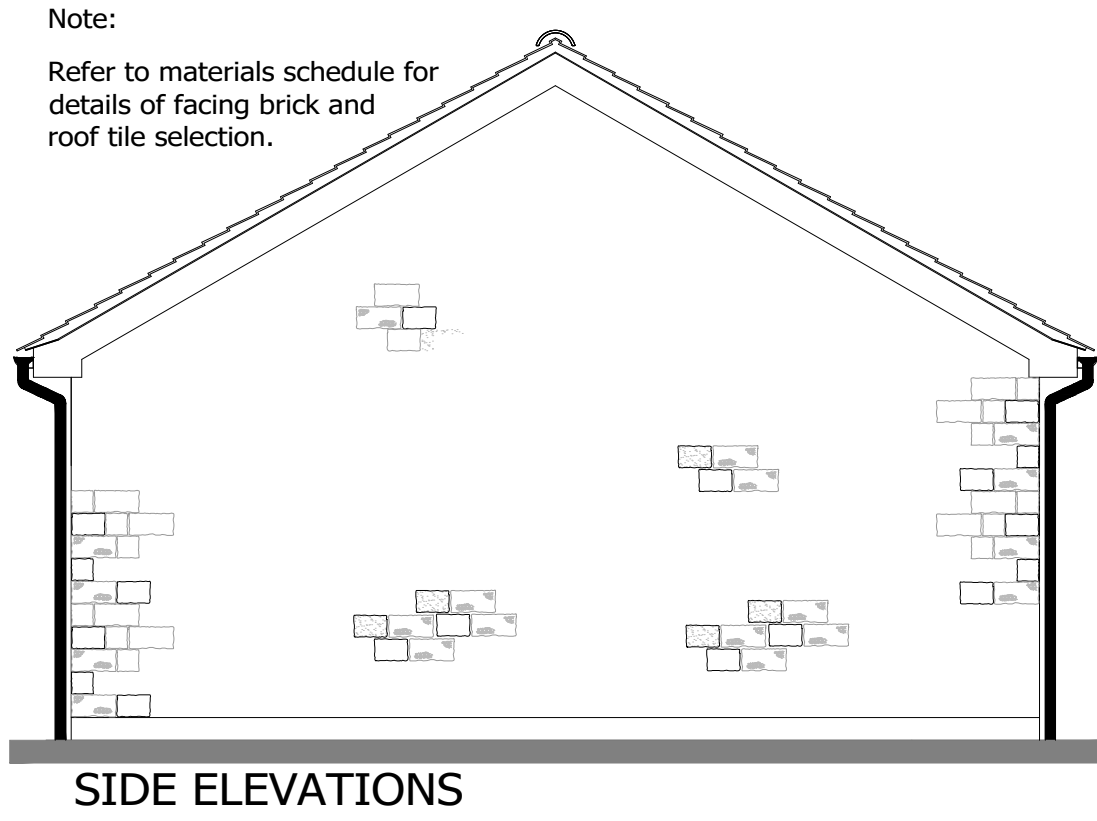 Note:
Refer to materials schedule for
details of facing brick and
roof tile selection.
SIDE ELEVATIONS